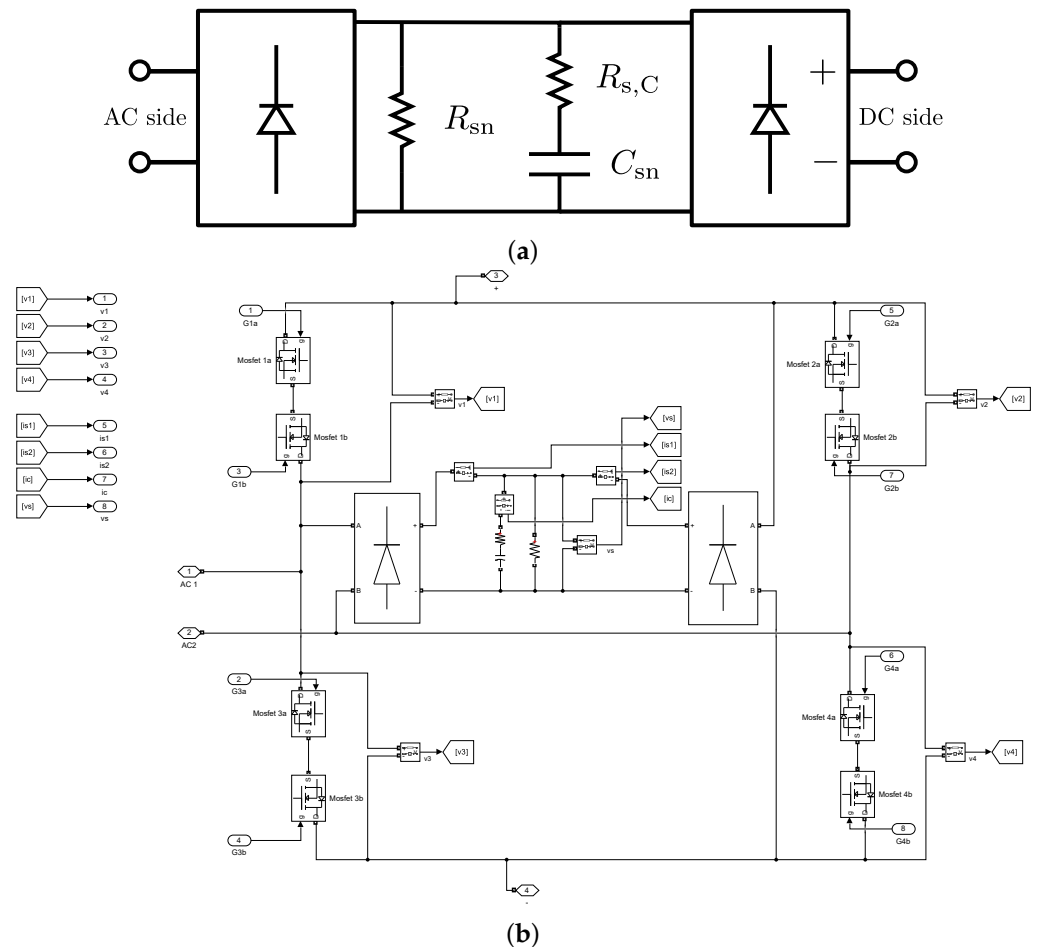 AC side
R_sn
R_s,C
C_sn
+
−
DC side
(a)
[v1] 1 v1
[v2] 2 v2
[v3] 3 v3
[v4] 4 v4
[is1] 5 is1
[is2] 6 is2
[ic] 7 ic
[vs] 8 vs
3
+
1
G1a
g
D
Mosfet 1a
S
S
Mosfet 1b
g
D
3
G1b
v1
[v1]
5
G2a
g
D
Mosfet 2a
S
S
Mosfet 2b
g
D
7
G2b
v2
[v2]
[vs]
[is1]
[is2]
[ic]
vs
A
B
+
-
+
-
A
B
1
AC 1
2
AC2
2
G3a
g
D
Mosfet 3a
S
S
Mosfet 3b
g
D
4
G3b
v3
[v3]
6
G4a
g
D
Mosfet 4a
S
S
Mosfet 4b
g
D
8
G4b
v4
[v4]
4
-
(b)